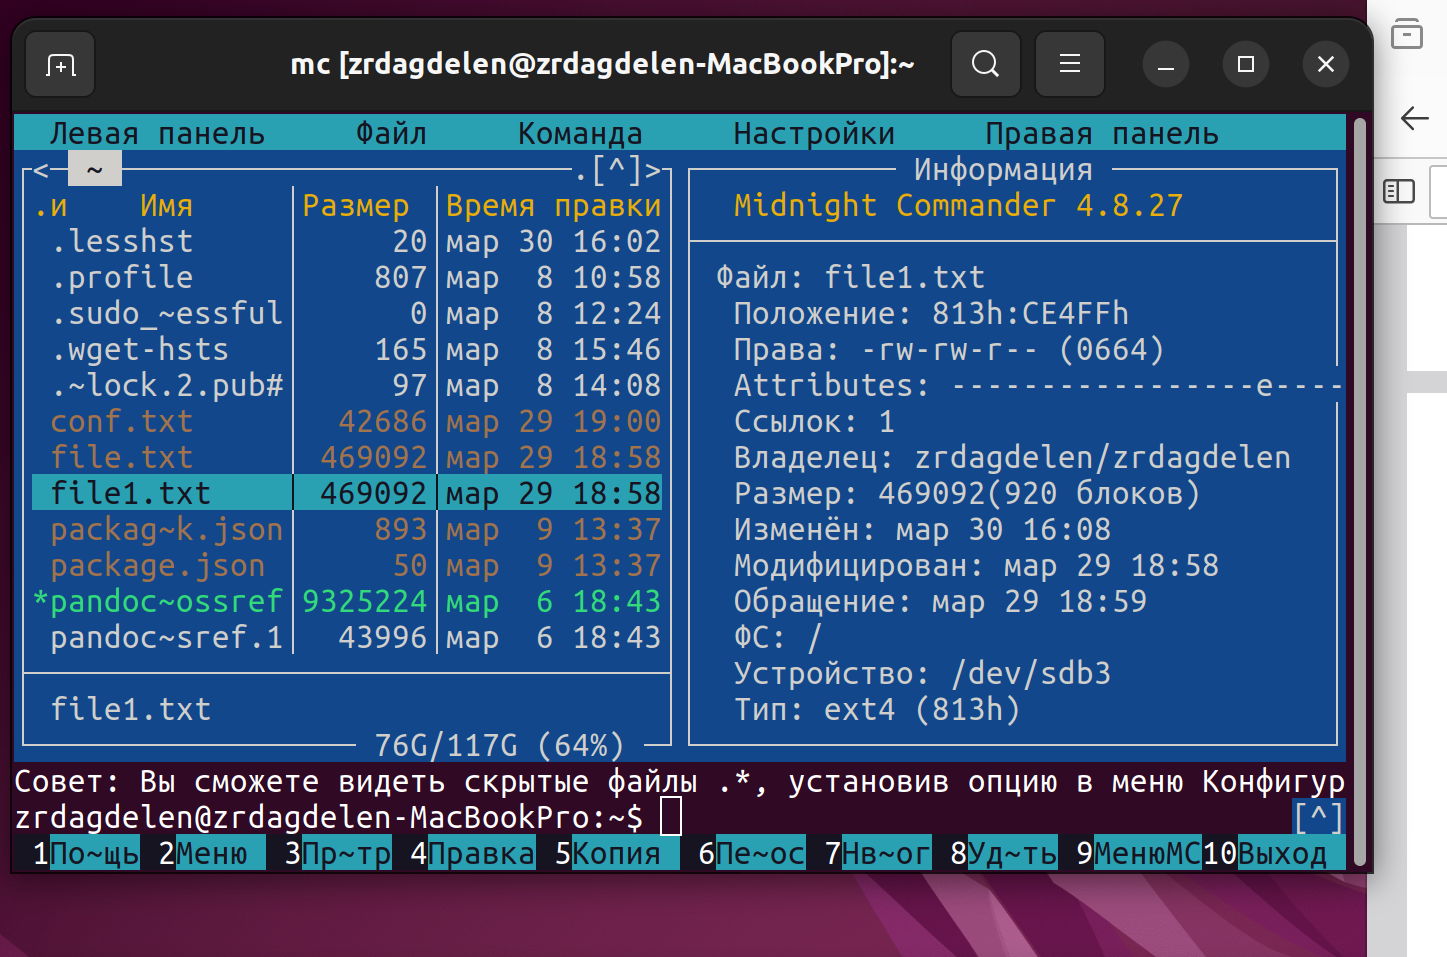 mc [zrdagdelen@zrdagdelen-MacBookPro]:~
Левая панель Файл Команда Настройки Правая панель
< ~ .[^]>
.и Имя Размер Время правки
.lesshst 20 мар 30 16:02
.profile 807 мар 8 10:58
.sudo_~essful 0 мар 8 12:24
.wget-hsts 165 мар 8 15:46
.~lock.2.pub# 97 мар 8 14:08
conf.txt 42686 мар 29 19:00
file.txt 469092 мар 29 18:58
file1.txt 469092 мар 29 18:58
packag~k.json 893 мар 9 13:37
package.json 50 мар 9 13:37
*pandoc~ossref 9325224 мар 6 18:43
pandoc~sref.1 43996 мар 6 18:43
file1.txt
76G/117G (64%)
Информация
Midnight Commander 4.8.27
Файл: file1.txt
Положение: 813h:CE4FFh
Права: -rw-rw-r-- (0664)
Attributes: -----------------e----
Ссылок: 1
Владелец: zrdagdelen/zrdagdelen
Размер: 469092(920 блоков)
Изменён: мар 30 16:08
Модифицирован: мар 29 18:58
Обращение: мар 29 18:59
ФС: /
Устройство: /dev/sdb3
Тип: ext4 (813h)
Совет: Вы сможете видеть скрытые файлы .*, установив опцию в меню Конфигур
zrdagdelen@zrdagdelen-MacBookPro:~$ [^]
1По~щь 2Меню 3Пр~тр 4Правка 5Копия 6Пе~ос 7Нв~ог 8Уд~ть 9МенюMC 10Выход